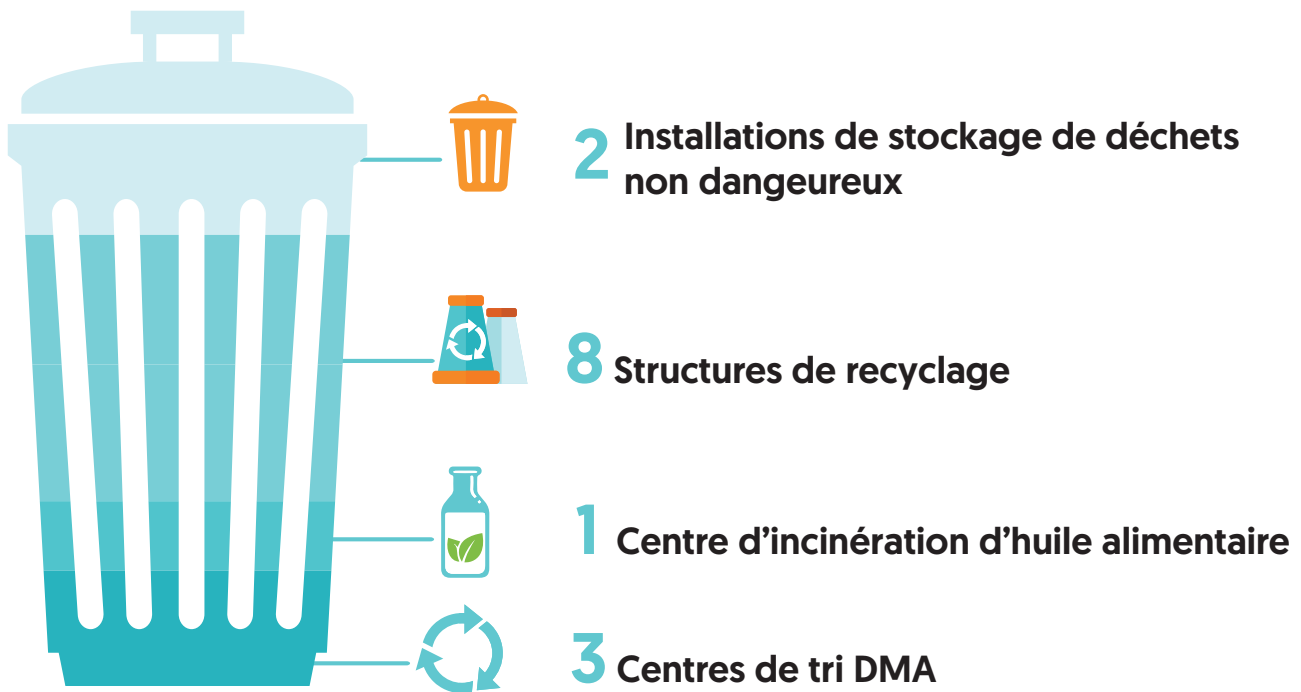 2 Installations de stockage de déchets
non dangeureux
8 Structures de recyclage
1 Centre d’incinération d’huile alimentaire
3 Centres de tri DMA